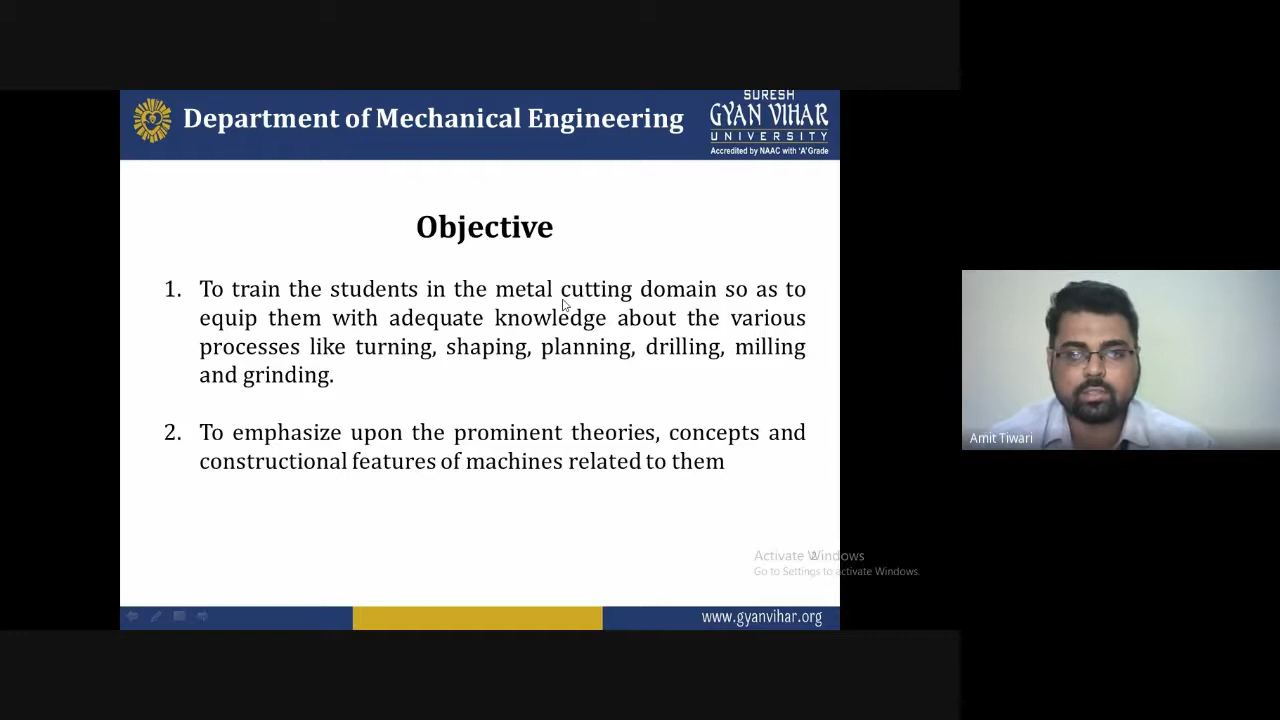 Department of Mechanical Engineering
SURESH
GYAN VIHAR
UNIVERSITY
Accredited by NAAC with 'A' Grade
Objective
1. To train the students in the metal cutting domain so as to
equip them with adequate knowledge about the various
processes like turning, shaping, planning, drilling, milling
and grinding.
2. To emphasize upon the prominent theories, concepts and
constructional features of machines related to them
Amit Tiwari
Activate Windows
2
Go to Settings to activate Windows.
www.gyanvihar.org